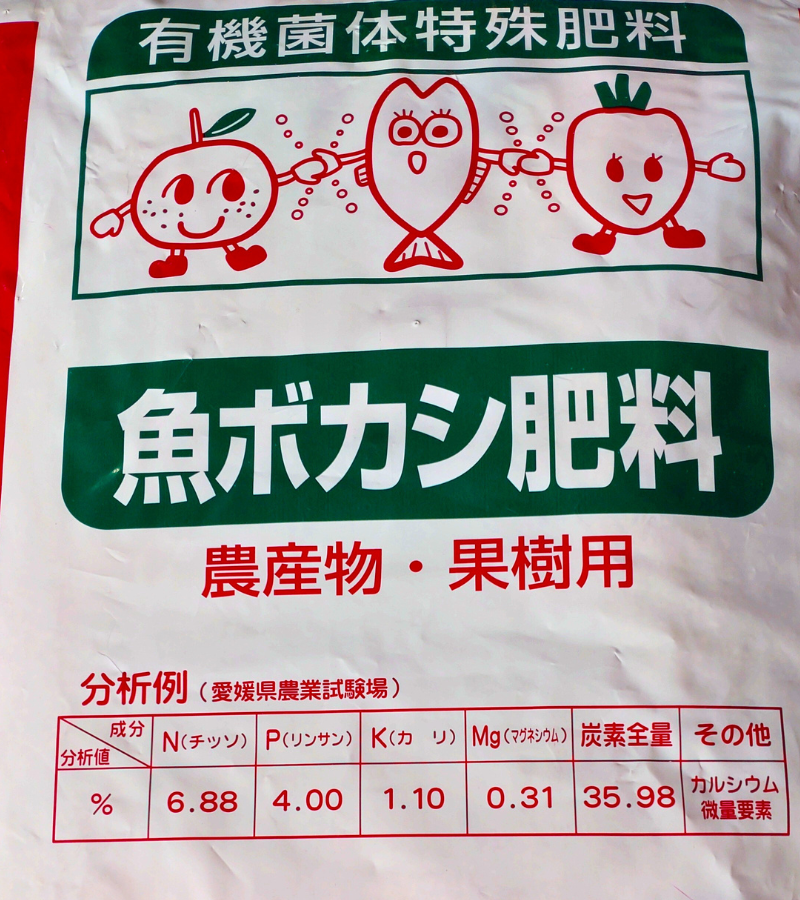 有機菌体特殊肥料
魚ボカシ肥料
農産物・果樹用
分析例（愛媛県農業試験場）
成分 N(チッソ) P(リンサン) K(カ リ) Mg(マグネシウム) 炭素全量 その他
分析値
% 6.88 4.00 1.10 0.31 35.98 カルシウム
微量要素